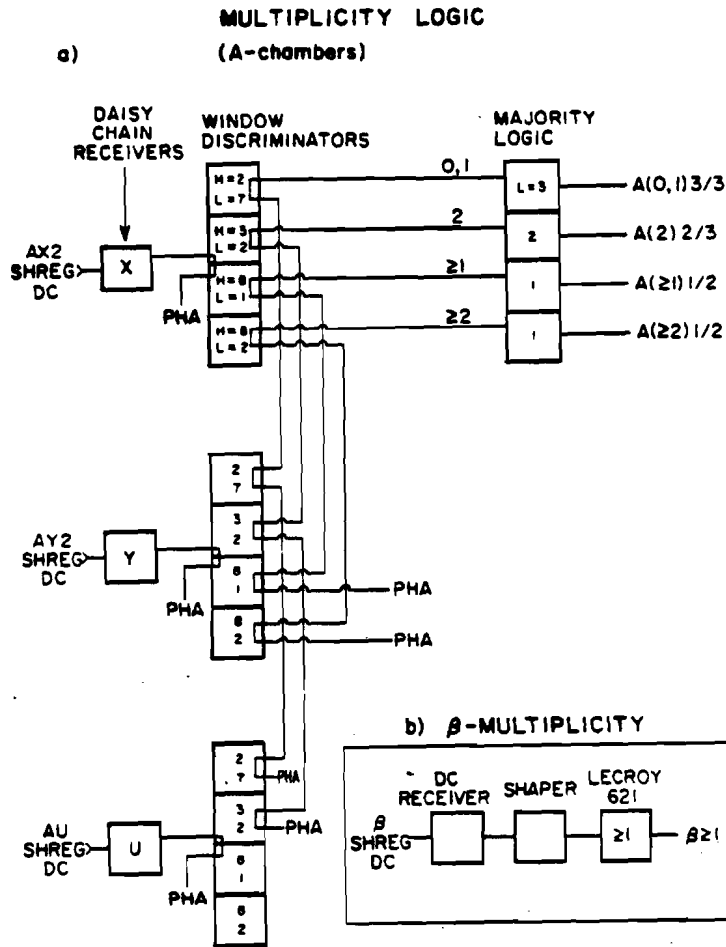 MULTIPLICITY LOGIC
a) (A-chambers)
DAISY
CHAIN
RECEIVERS
WINDOW
DISCRIMINATORS
MAJORITY
LOGIC
H=2
L=7
0,1
L=3
A(0,1)3/3
H=3
L=2
2
2
A(2)2/3
AX2
SHREG
DC
X
PHA
H=8
L=1
≥1
1
A(≥1)1/2
H=8
L=2
≥2
1
A(≥2)1/2
2
7
3
2
AY2
SHREG
DC
Y
PHA
6
1
PHA
8
2
PHA
2
7
PHA
3
2
PHA
AU
SHREG
DC
U
PHA
6
1
6
2
b) β-MULTIPLICITY
DC
RECEIVER
SHAPER
LECROY
621
β
SHREG
DC
≥1
β≥1